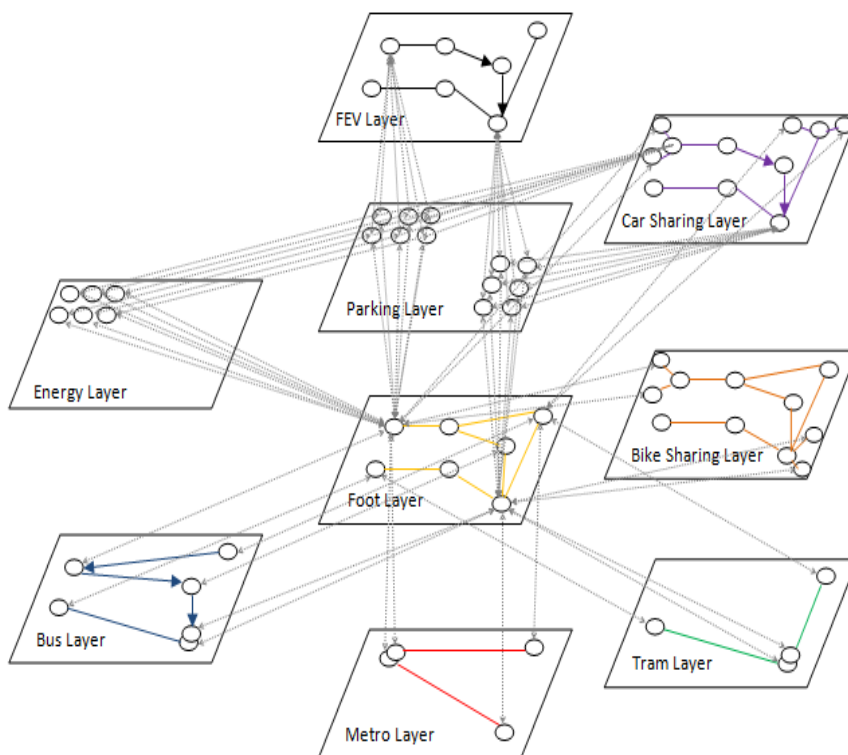 FEV Layer
Car Sharing Layer
Parking Layer
Energy Layer
Foot Layer
Bike Sharing Layer
Bus Layer
Tram Layer
Metro Layer